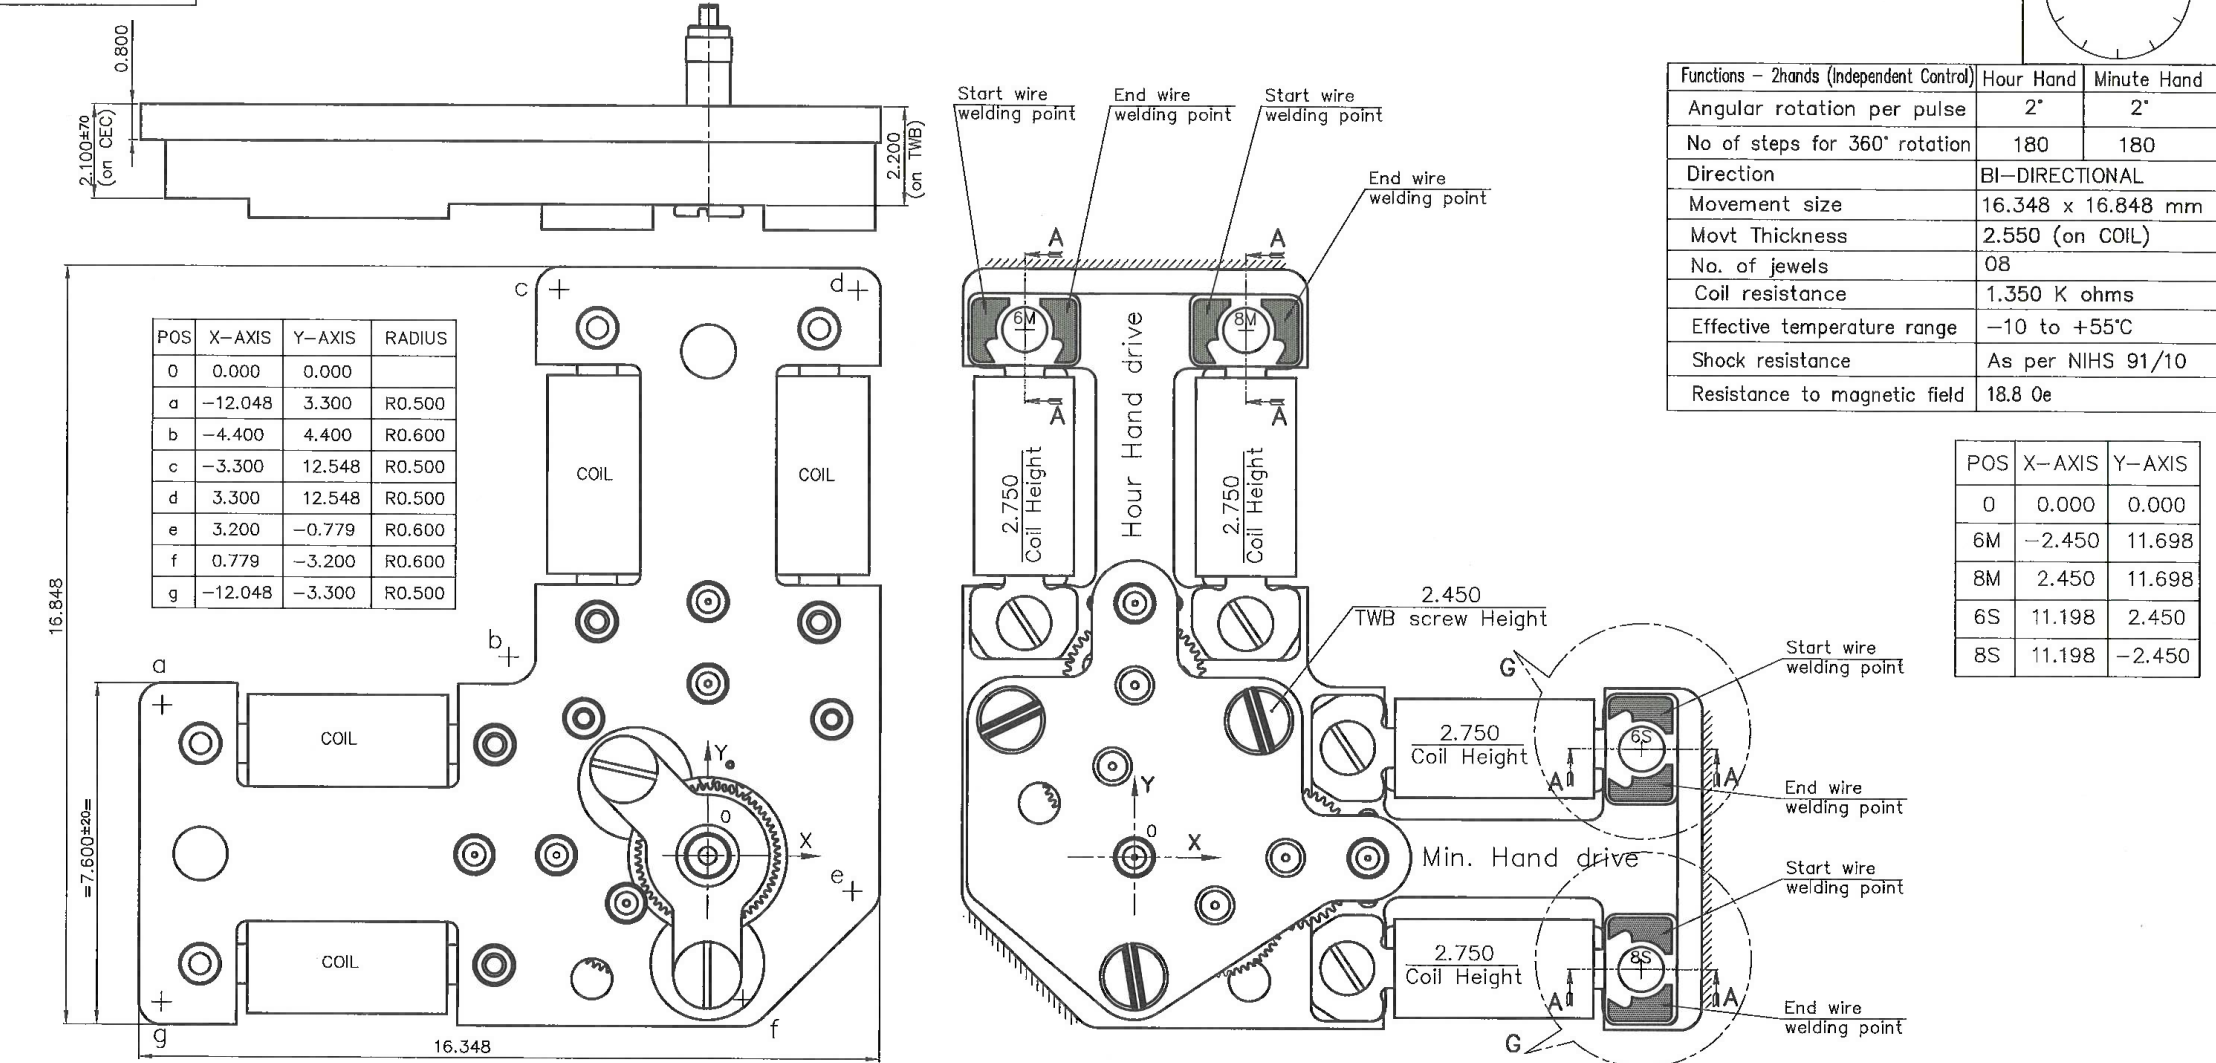 0.800
2.100±70
(on CEC)
2.200
(on TWB)
Start wire
welding point
End wire
welding point
Start wire
welding point
End wire
welding point
Functions - 2hands (Independent Control) Hour Hand Minute Hand
Angular rotation per pulse 2° 2°
No of steps for 360° rotation 180 180
Direction BI-DIRECTIONAL
Movement size 16.348 x 16.848 mm
Movt Thickness 2.550 (on COIL)
No. of jewels 08
Coil resistance 1.350 K ohms
Effective temperature range -10 to +55°C
Shock resistance As per NIHS 91/10
Resistance to magnetic field 18.8 Oe
POS X-AXIS Y-AXIS RADIUS
0 0.000 0.000
a -12.048 3.300 R0.500
b -4.400 4.400 R0.600
c -3.300 12.548 R0.500
d 3.300 12.548 R0.500
e 3.200 -0.779 R0.600
f 0.779 -3.200 R0.600
g -12.048 -3.300 R0.500
16.848
=7.600±20=
16.348
c
d
COIL
COIL
b
a
COIL
COIL
Y
0
X
e
f
g
A
A
6M
8M
A
A
2.750
Coil Height
Hour Hand drive
2.750
Coil Height
2.450
TWB screw Height
Y
0
X
2.750
Coil Height
G
6S
A
A
Start wire
welding point
End wire
welding point
Min. Hand drive
2.750
Coil Height
8S
A
A
G
Start wire
welding point
End wire
welding point
POS X-AXIS Y-AXIS
0 0.000 0.000
6M -2.450 11.698
8M 2.450 11.698
6S 11.198 2.450
8S 11.198 -2.450